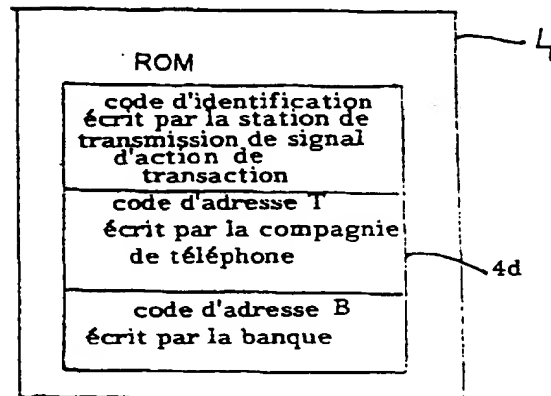 4
ROM
code d'identification
écrit par la station de
transmission de signal
d'action de
transaction
code d'adresse T
écrit par la compagnie
de téléphone
4d
code d'adresse B
écrit par la banque